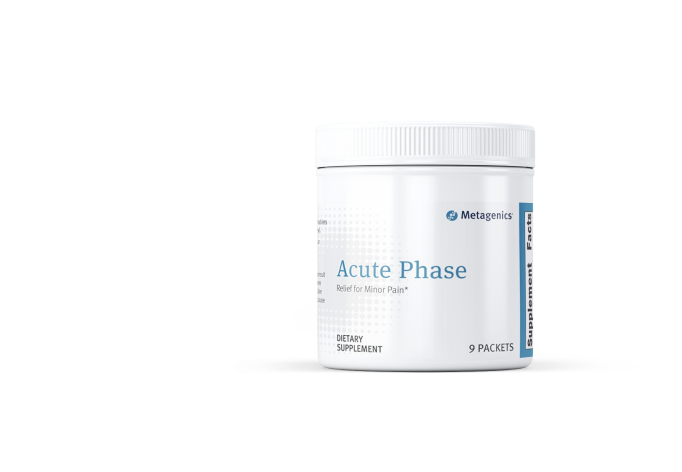 Metagenics
Acute Phase
Relief for Minor Pain*
DIETARY
SUPPLEMENT
9 PACKETS
Supplement Facts